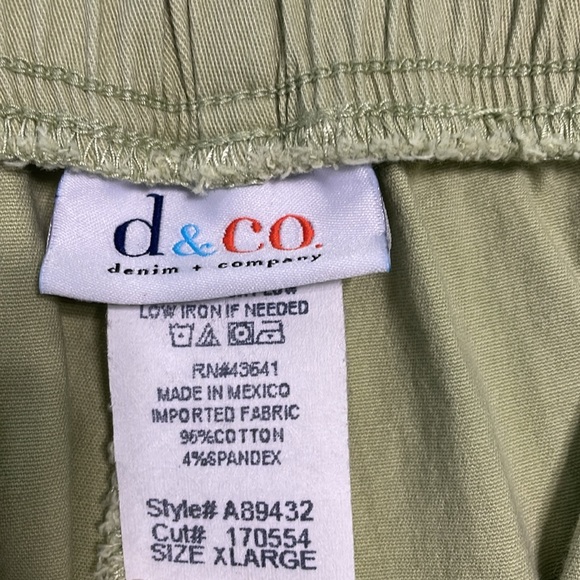 d&co.
denim + company
LOW IRON IF NEEDED
RN#43641
MADE IN MEXICO
IMPORTED FABRIC
96%COTTON
4%SPANDEX
Style# A89432
Cut# 170554
SIZE XLARGE